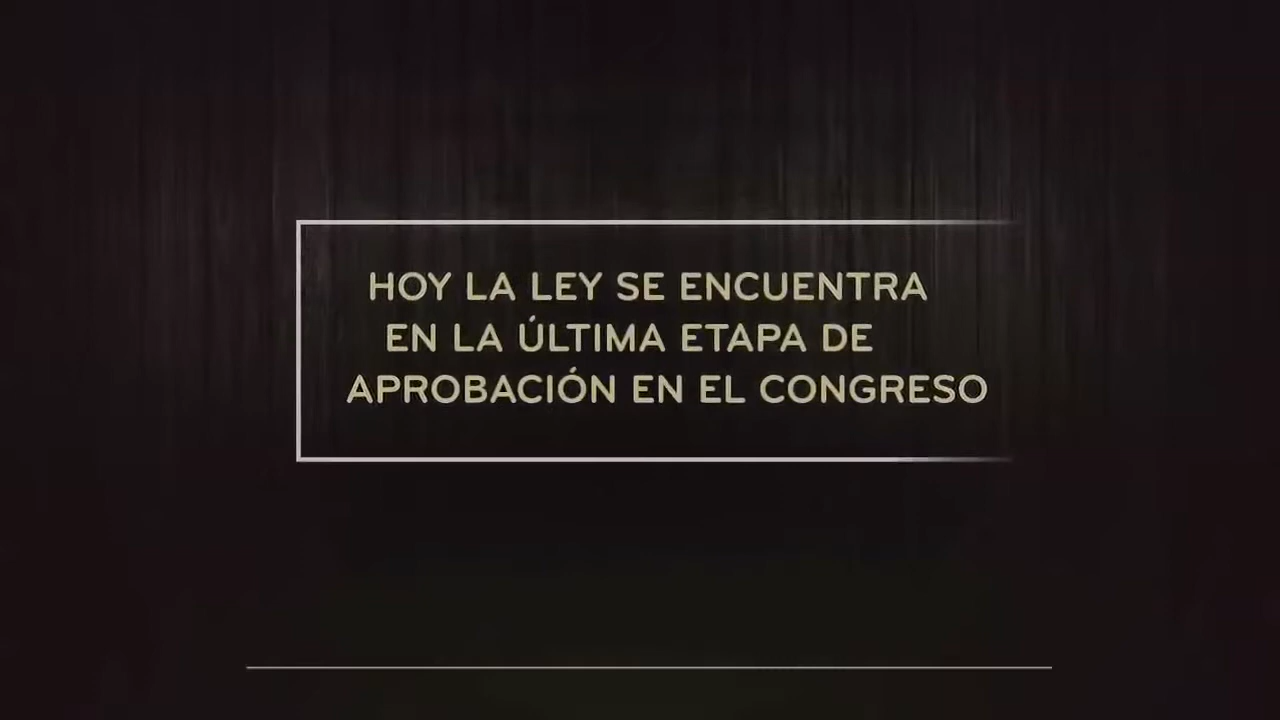 HOY LA LEY SE ENCUENTRA
EN LA ÚLTIMA ETAPA DE
APROBACIÓN EN EL CONGRESO